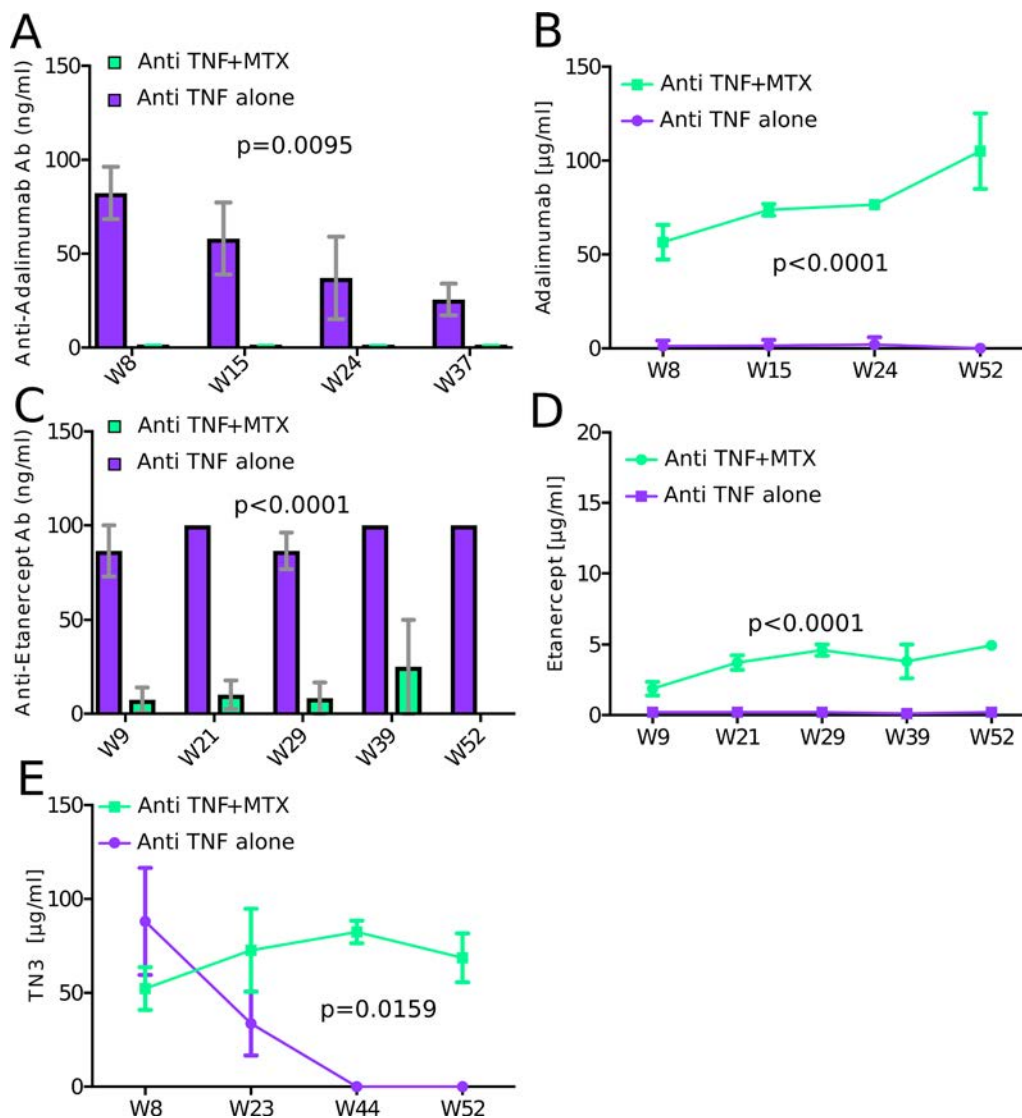 A
Anti TNF+MTX
Anti TNF alone
p=0.0095
Anti-Adalimumab Ab (ng/ml)
150
100
50
0
W8
W15
W24
W37
B
Anti TNF+MTX
Anti TNF alone
p<0.0001
Adalimumab [µg/ml]
150
100
50
0
W8
W15
W24
W52
C
Anti TNF+MTX
Anti TNF alone
p<0.0001
Anti-Etanercept Ab (ng/ml)
150
100
50
0
W9
W21
W29
W39
W52
D
Anti TNF+MTX
Anti TNF alone
p<0.0001
Etanercept [µg/ml]
20
15
10
5
0
W9
W21
W29
W39
W52
E
Anti TNF+MTX
Anti TNF alone
p=0.0159
TN3 [µg/ml]
150
100
50
0
W8
W23
W44
W52